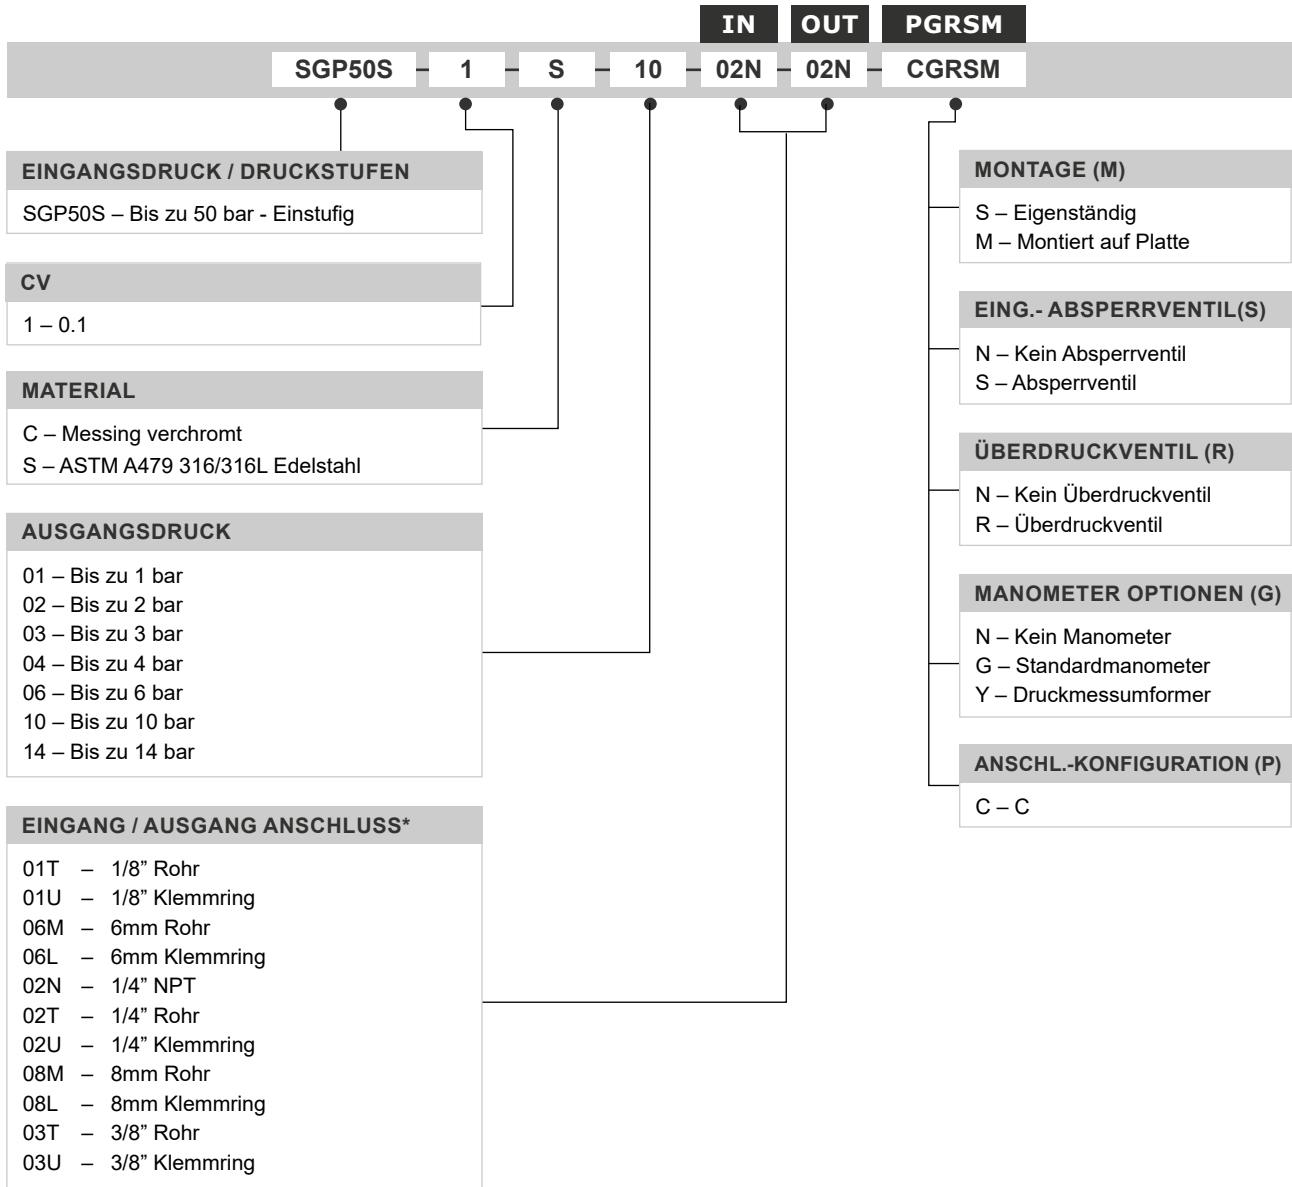 IN OUT PGRSM
SGP50S – 1 – S – 10 – 02N – 02N – CGRSM
EINGANGSDRUCK / DRUCKSTUFEN
SGP50S – Bis zu 50 bar - Einstufig
CV
1 – 0.1
MATERIAL
C – Messing verchromt
S – ASTM A479 316/316L Edelstahl
AUSGANGSDRUCK
01 – Bis zu 1 bar
02 – Bis zu 2 bar
03 – Bis zu 3 bar
04 – Bis zu 4 bar
06 – Bis zu 6 bar
10 – Bis zu 10 bar
14 – Bis zu 14 bar
EINGANG / AUSGANG ANSCHLUSS*
01T – 1/8” Rohr
01U – 1/8” Klemmring
06M – 6mm Rohr
06L – 6mm Klemmring
02N – 1/4” NPT
02T – 1/4” Rohr
02U – 1/4” Klemmring
08M – 8mm Rohr
08L – 8mm Klemmring
03T – 3/8” Rohr
03U – 3/8” Klemmring
MONTAGE (M)
S – Eigenständig
M – Montiert auf Platte
EING.- ABSPERRVENTIL(S)
N – Kein Absperrventil
S – Absperrventil
ÜBERDRUCKVENTIL (R)
N – Kein Überdruckventil
R – Überdruckventil
MANOMETER OPTIONEN (G)
N – Kein Manometer
G – Standardmanometer
Y – Druckmessumformer
ANSCHL.-KONFIGURATION (P)
C – C